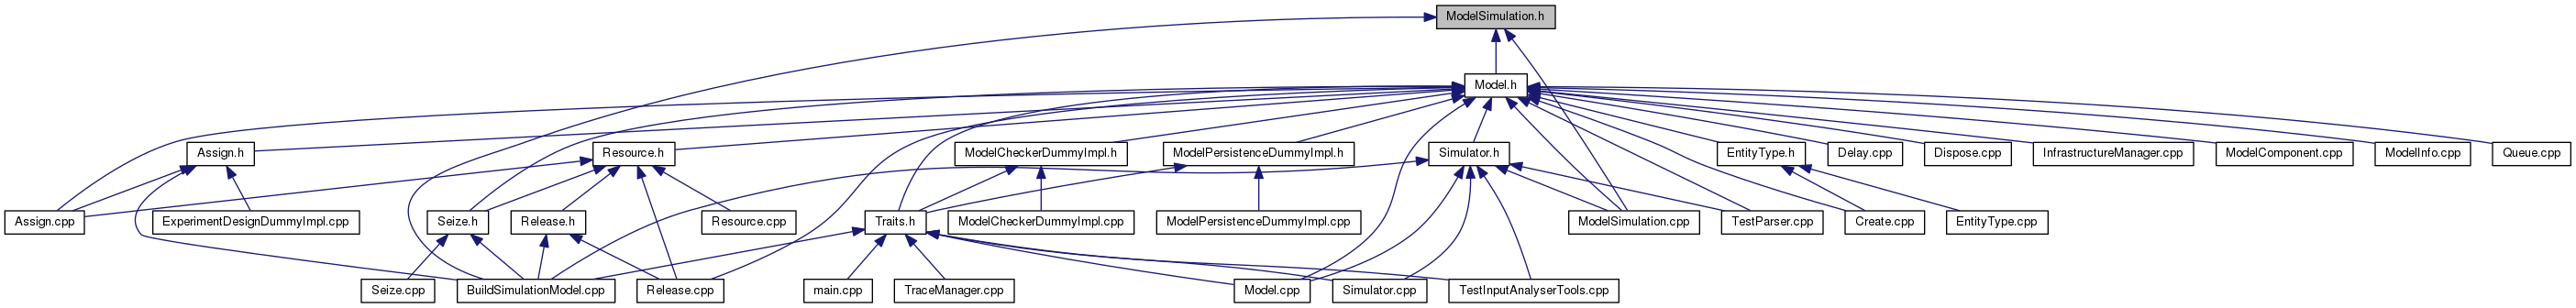 ModelSimulation.h
Model.h
Assign.h
Resource.h
ModelCheckerDummyImpl.h
ModelPersistenceDummyImpl.h
Simulator.h
EntityType.h
Delay.cpp
Dispose.cpp
InfrastructureManager.cpp
ModelComponent.cpp
ModelInfo.cpp
Queue.cpp
Assign.cpp
ExperimentDesignDummyImpl.cpp
Seize.h
Release.h
Resource.cpp
Traits.h
ModelCheckerDummyImpl.cpp
ModelPersistenceDummyImpl.cpp
ModelSimulation.cpp
TestParser.cpp
Create.cpp
EntityType.cpp
Seize.cpp
BuildSimulationModel.cpp
Release.cpp
main.cpp
TraceManager.cpp
Model.cpp
Simulator.cpp
TestInputAnalyserTools.cpp